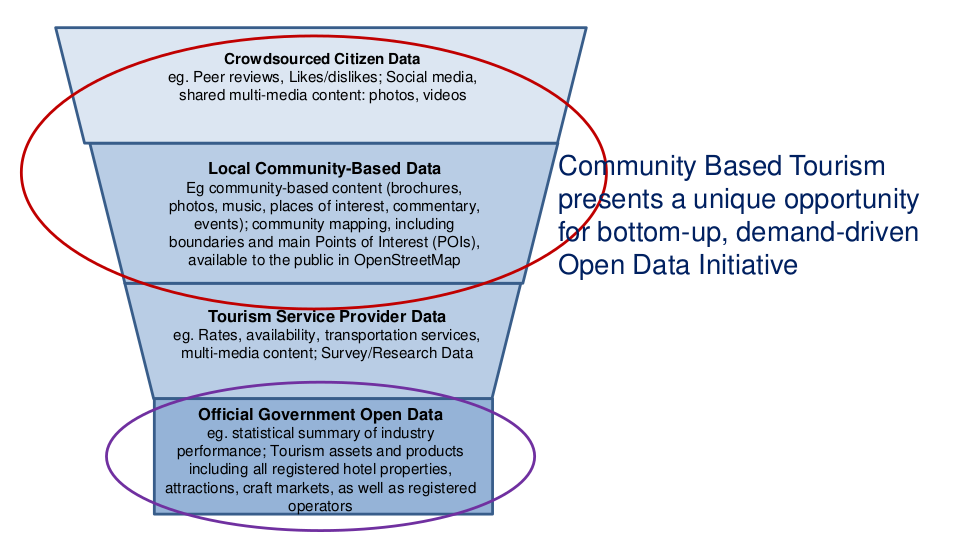 Crowdsourced Citizen Data
eg. Peer reviews, Likes/dislikes; Social media,
shared multi-media content: photos, videos
Local Community-Based Data
Eg community-based content (brochures,
photos, music, places of interest, commentary,
events); community mapping, including
boundaries and main Points of Interest (POIs),
available to the public in OpenStreetMap
Tourism Service Provider Data
eg. Rates, availability, transportation services,
multi-media content; Survey/Research Data
Official Government Open Data
eg. statistical summary of industry
performance; Tourism assets and products
including all registered hotel properties,
attractions, craft markets, as well as registered
operators
Community Based Tourism
presents a unique opportunity
for bottom-up, demand-driven
Open Data Initiative